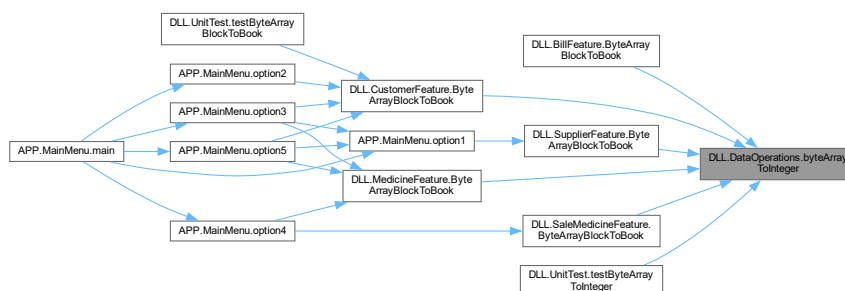 DLL.UnitTest.testByteArray
BlockToBook
APP.MainMenu.option2
APP.MainMenu.option3
APP.MainMenu.main
APP.MainMenu.option5
APP.MainMenu.option4
DLL.CustomerFeature.Byte
ArrayBlockToBook
APP.MainMenu.option1
DLL.MedicineFeature.Byte
ArrayBlockToBook
DLL.BillFeature.ByteArray
BlockToBook
DLL.SupplierFeature.Byte
ArrayBlockToBook
DLL.SaleMedicineFeature.
ByteArrayBlockToBook
DLL.UnitTest.testByteArray
ToInteger
DLL.DataOperations.byteArray
ToInteger